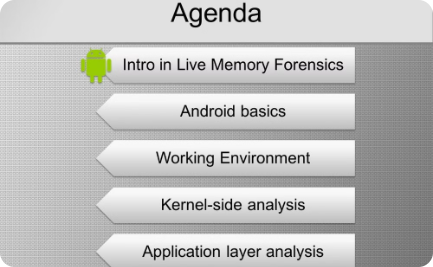 Agenda
Intro in Live Memory Forensics
Android basics
Working Environment
Kernel-side analysis
Application layer analysis